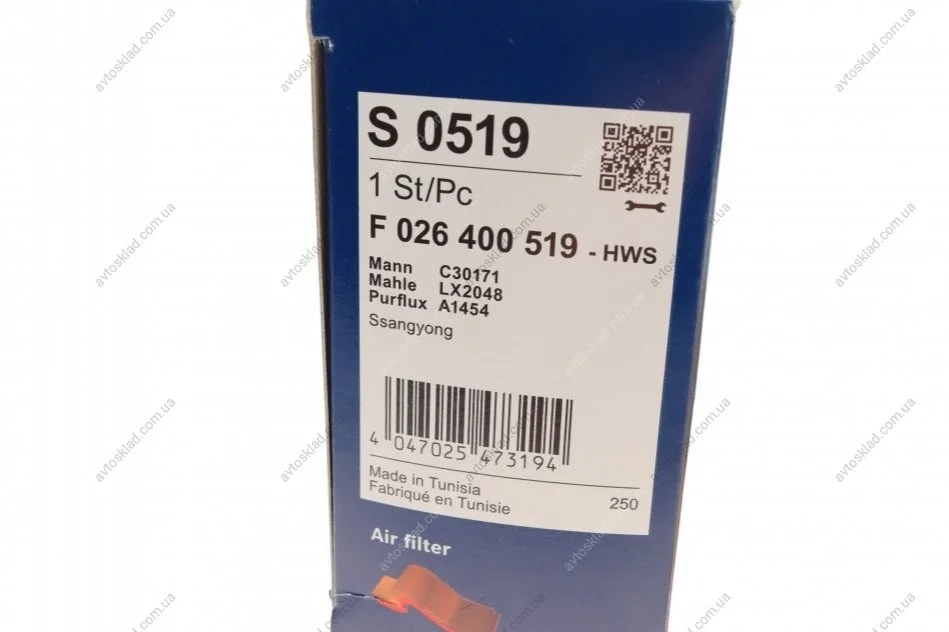 S 0519
1 St/Pc
F 026 400 519 - HWS
Mann C30171
Mahle LX2048
Purflux A1454
Ssangyong
4 047025 473194
Made in Tunisia
Fabriqué en Tunisie
250
Air filter
avtosklad.com.ua